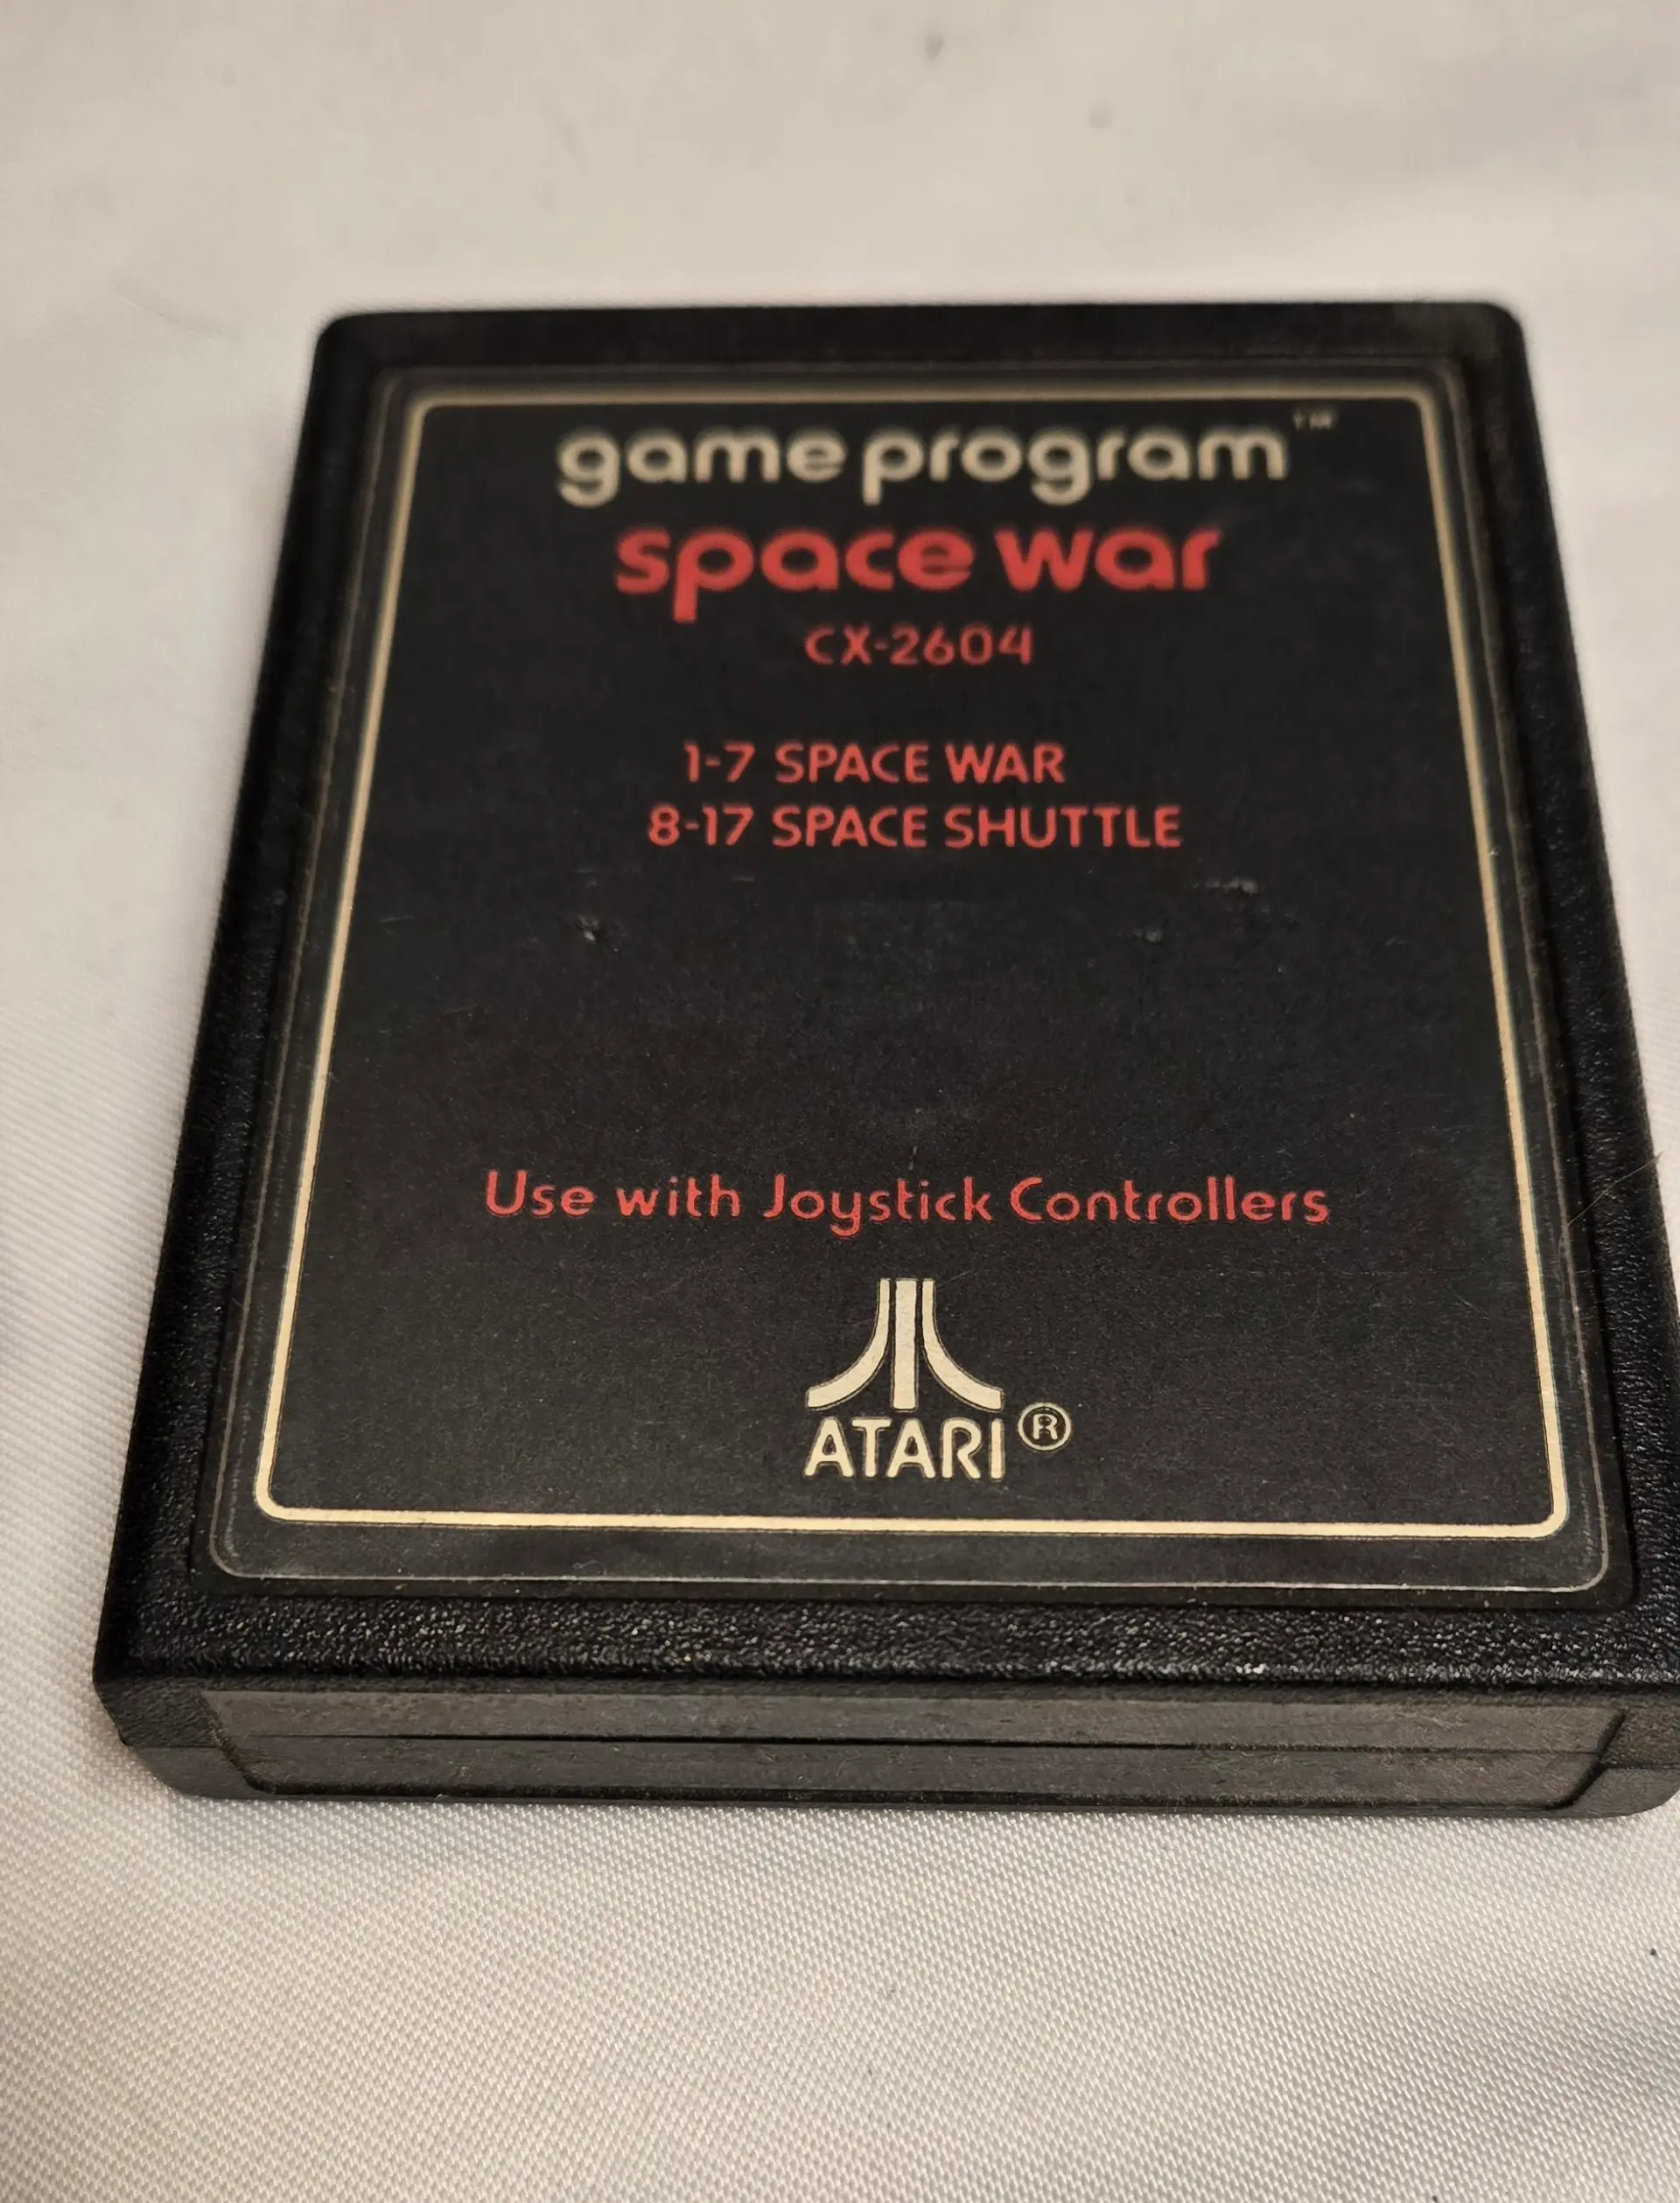 game program™
space war
CX-2604
1-7 SPACE WAR
8-17 SPACE SHUTTLE
Use with Joystick Controllers
ATARI®